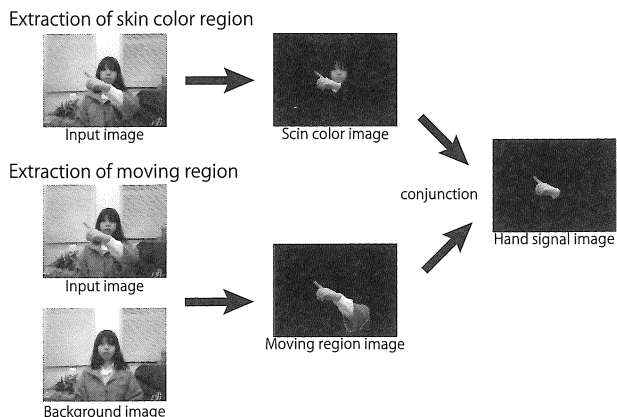 Extraction of skin color region
Input image
Scin color image
Extraction of moving region
conjunction
Hand signal image
Input image
Moving region image
Background image